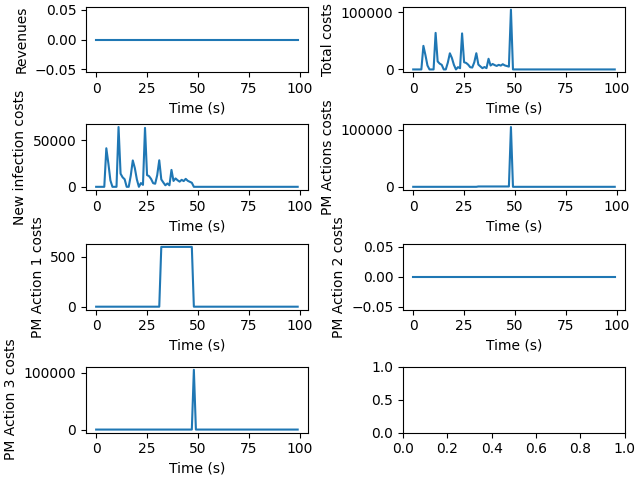 Revenues
0.05
0.00
−0.05
0 25 50 75 100
Time (s)
Total costs
100000
0
0 25 50 75 100
Time (s)
New infection costs
50000
0
0 25 50 75 100
Time (s)
PM Actions costs
100000
0
0 25 50 75 100
Time (s)
PM Action 1 costs
500
0
0 25 50 75 100
Time (s)
PM Action 2 costs
0.05
0.00
−0.05
0 25 50 75 100
Time (s)
PM Action 3 costs
100000
0
0 25 50 75 100
Time (s)
1.0
0.5
0.0
0.0 0.2 0.4 0.6 0.8 1.0